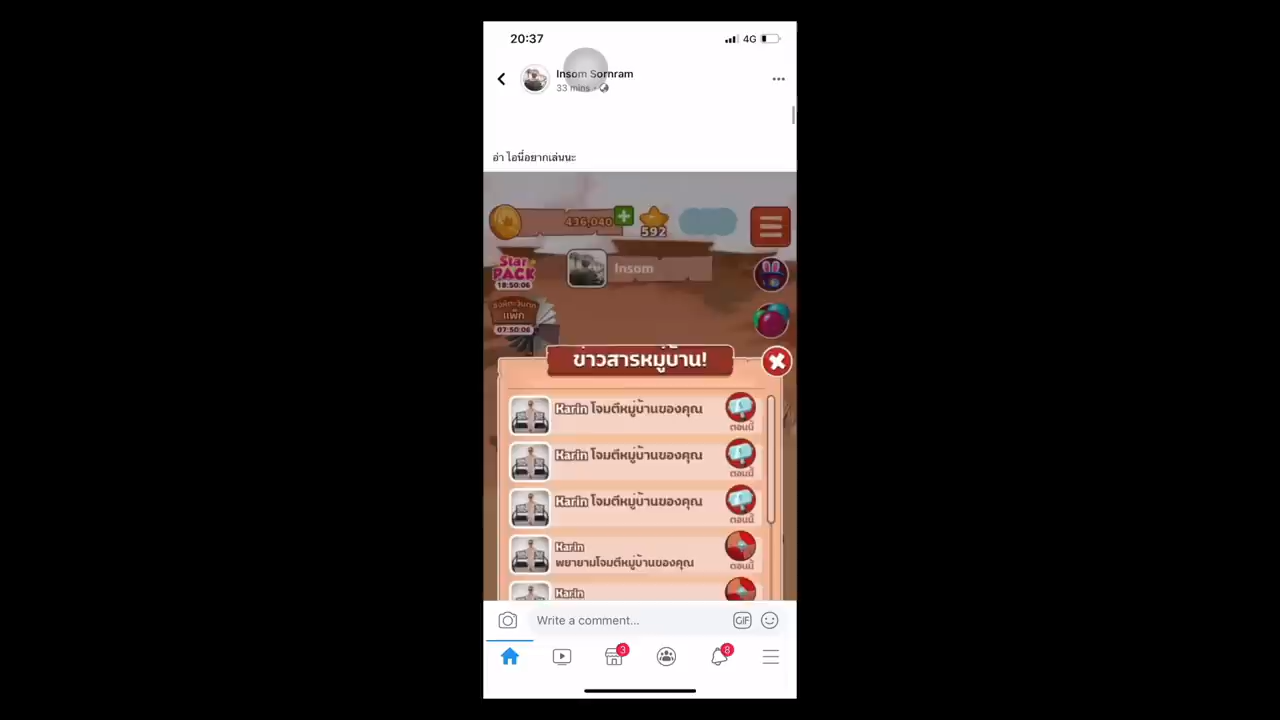 20:37
4G
Insom Sornram
33 mins
อ่า ไอนี่อยากเล่นนะ
436,040
592
Star
PACK
18:50:06
Insom
แพ็ก
07:50:06
ข่าวสารหมู่บ้าน!
Karin โจมตีหมู่บ้านของคุณ
ตอนนี้
Karin โจมตีหมู่บ้านของคุณ
ตอนนี้
Karin โจมตีหมู่บ้านของคุณ
ตอนนี้
Karin
พยายามโจมตีหมู่บ้านของคุณ
ตอนนี้
Karin
Write a comment...
GIF
3
8